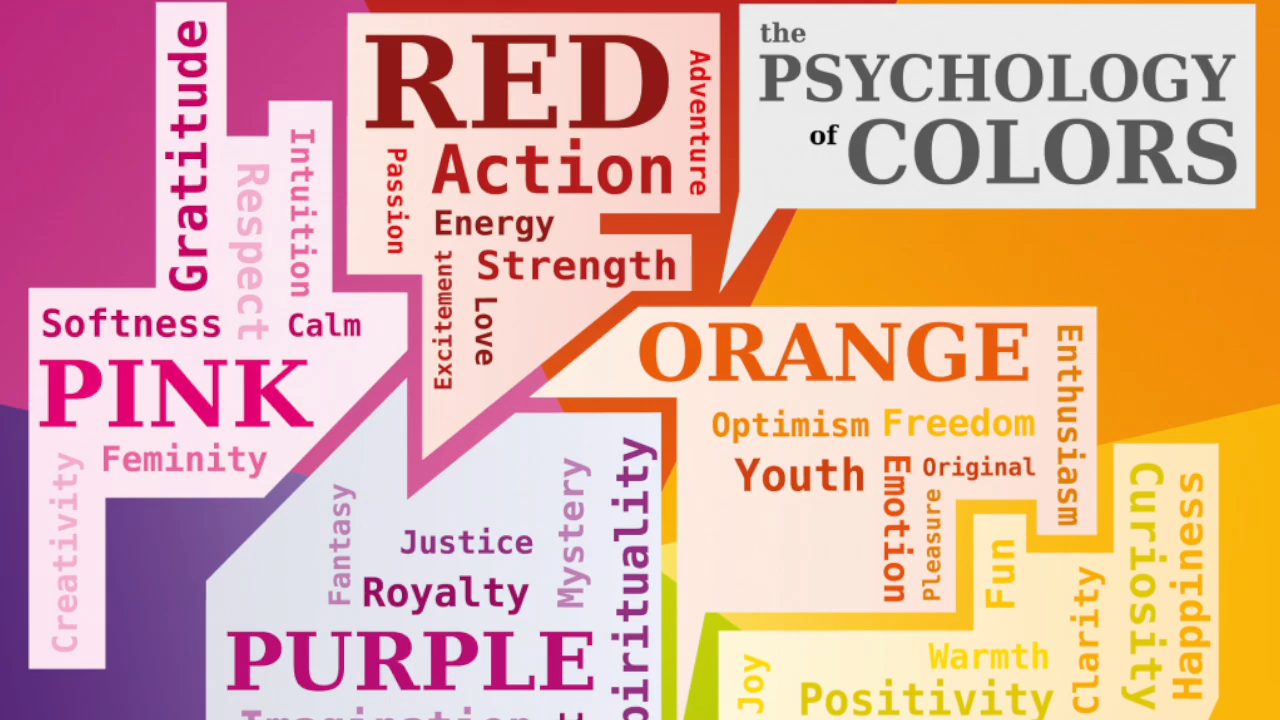 the
PSYCHOLOGY
of COLORS
RED
Adventure
Passion
Action
Energy
Strength
Excitement
Love
Gratitude
Respect
Intuition
Softness
Calm
PINK
Feminity
Creativity
ORANGE
Enthusiasm
Optimism
Freedom
Youth
Emotion
Original
Pleasure
Fantasy
Justice
Mystery
Royalty
PURPLE
Fun
Clarity
Curiosity
Happiness
Joy
Warmth
Positivity